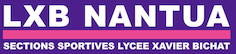 LXB NANTUA
SECTIONS SPORTIVES LYCEE XAVIER BICHAT